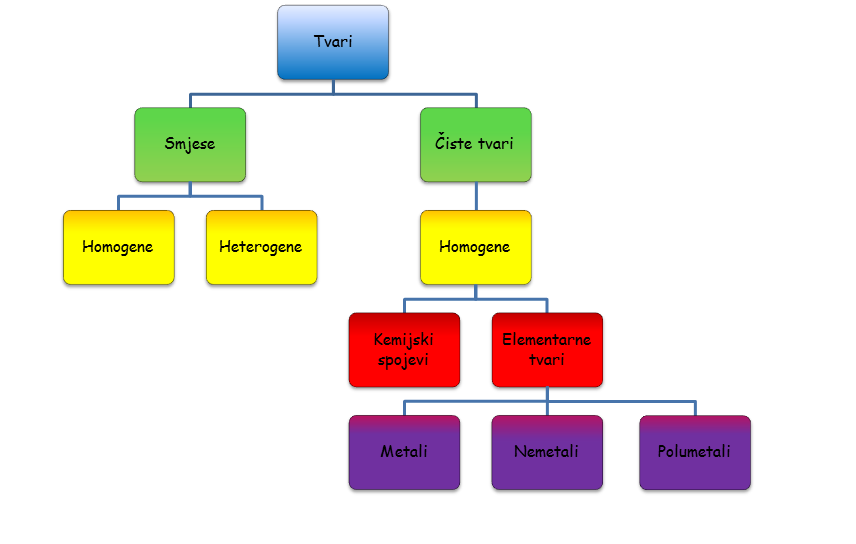 Tvari
Smjese
Čiste tvari
Homogene
Heterogene
Homogene
Kemijski
spojevi
Elementarne
tvari
Metali
Nemetali
Polumetali